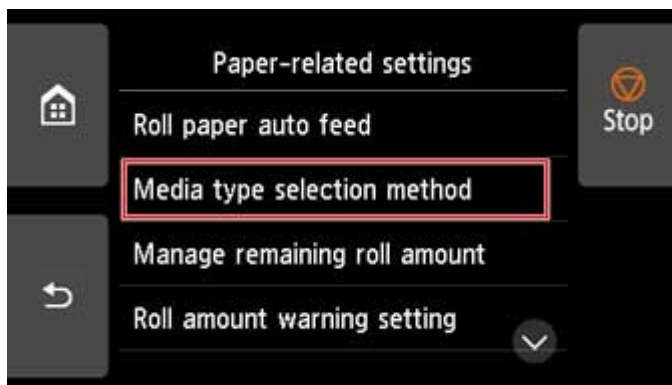 Paper-related settings
Stop
Roll paper auto feed
Media type selection method
Manage remaining roll amount
Roll amount warning setting